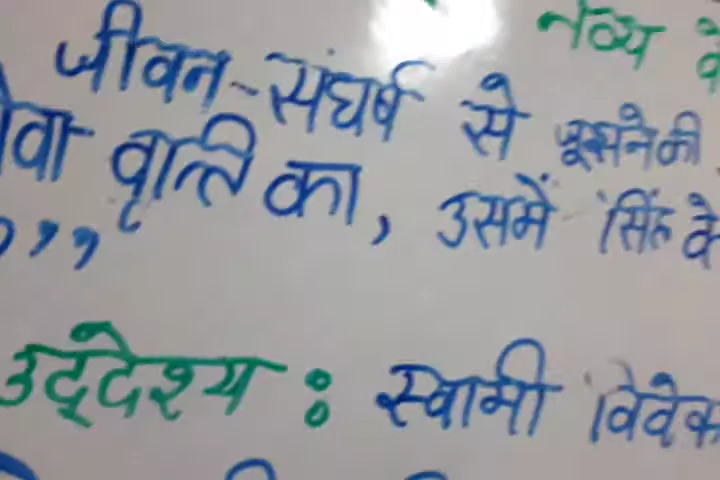 जीवन-संघर्ष से जूझने की
वृत्ति का, उसमें सिंह के
,,
उद्देश्य : स्वामी